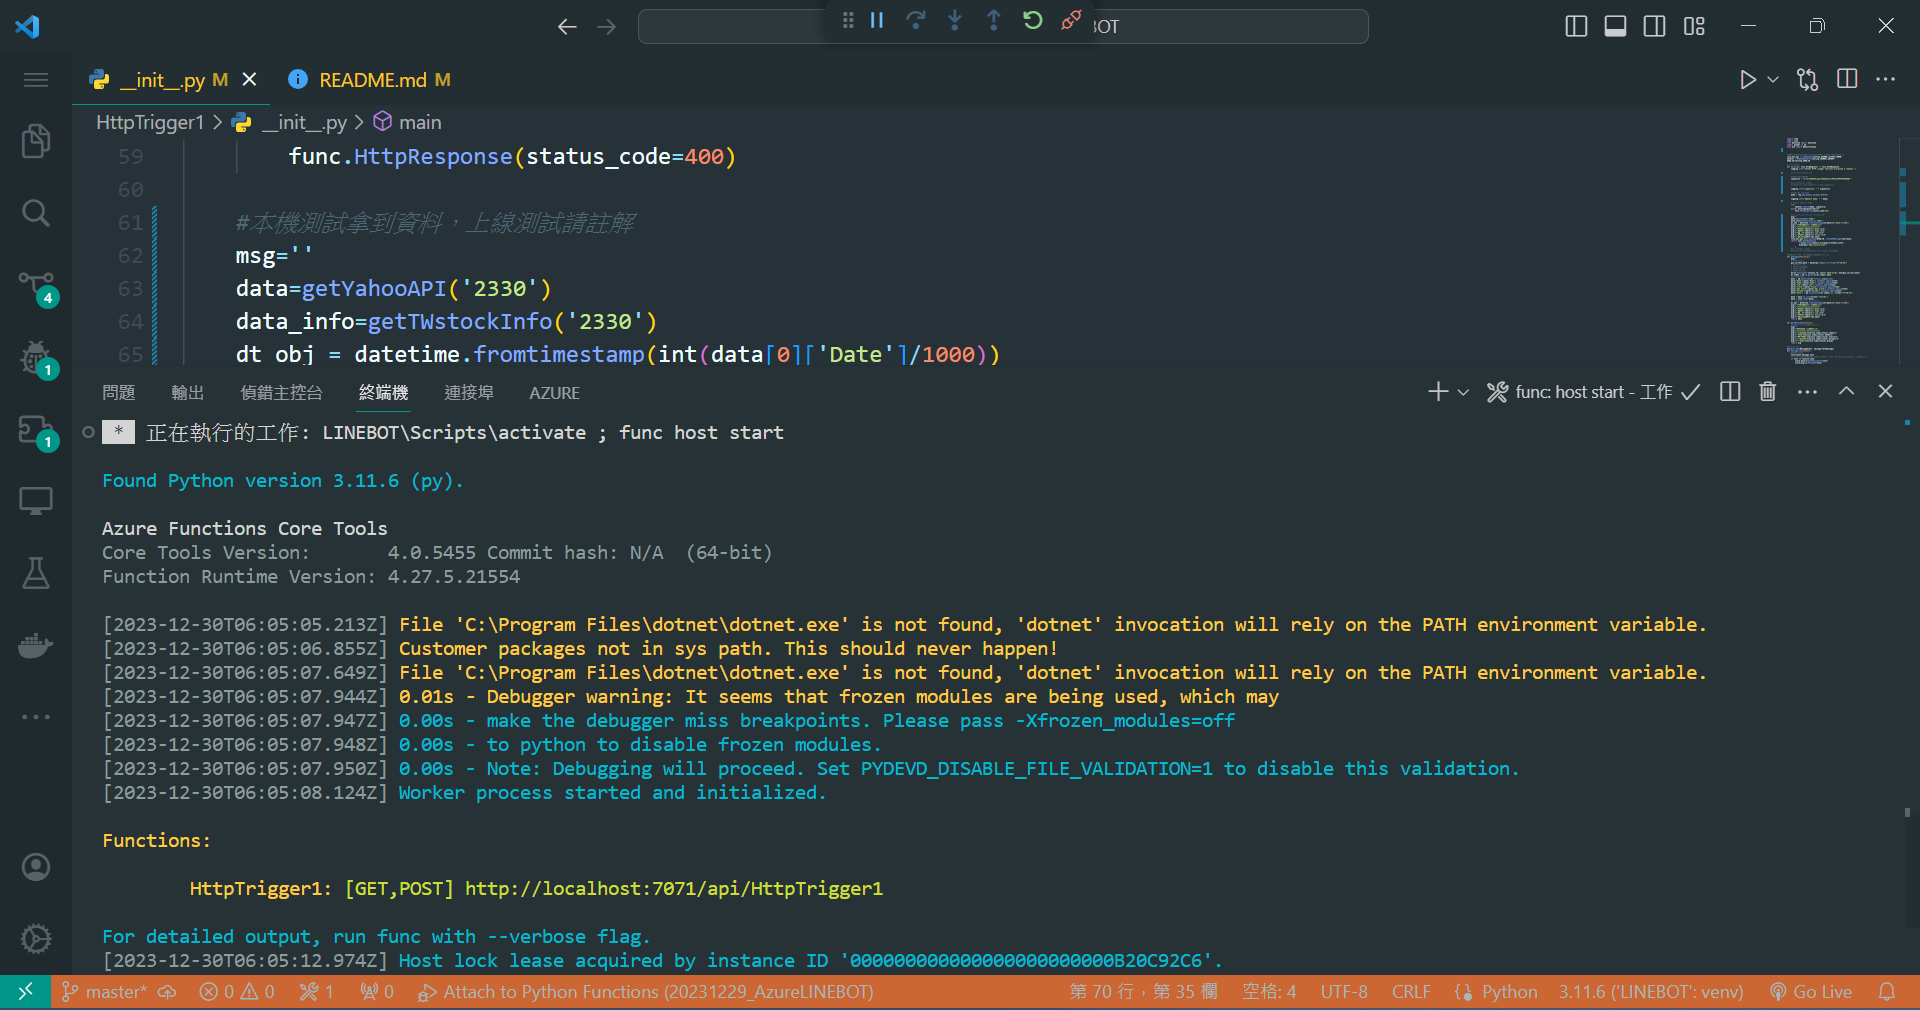 BOT
__init__.py M
README.md M
HttpTrigger1 > __init__.py > main
59 func.HttpResponse(status_code=400)
60
61 #本機測試拿到資料，上線測試請註解
62 msg=''
63 data=getYahooAPI('2330')
64 data_info=getTWstockInfo('2330')
65 dt_obj = datetime.fromtimestamp(int(data[0]['Date']/1000))
4
1
1
問題 輸出 偵錯主控台 終端機 連接埠 AZURE
func: host start - 工作
* 正在執行的工作: LINEBOT\Scripts\activate ; func host start
Found Python version 3.11.6 (py).
Azure Functions Core Tools
Core Tools Version: 4.0.5455 Commit hash: N/A (64-bit)
Function Runtime Version: 4.27.5.21554
[2023-12-30T06:05:05.213Z] File 'C:\Program Files\dotnet\dotnet.exe' is not found, 'dotnet' invocation will rely on the PATH environment variable.
[2023-12-30T06:05:06.855Z] Customer packages not in sys path. This should never happen!
[2023-12-30T06:05:07.649Z] File 'C:\Program Files\dotnet\dotnet.exe' is not found, 'dotnet' invocation will rely on the PATH environment variable.
[2023-12-30T06:05:07.944Z] 0.01s - Debugger warning: It seems that frozen modules are being used, which may
[2023-12-30T06:05:07.947Z] 0.00s - make the debugger miss breakpoints. Please pass -Xfrozen_modules=off
[2023-12-30T06:05:07.948Z] 0.00s - to python to disable frozen modules.
[2023-12-30T06:05:07.950Z] 0.00s - Note: Debugging will proceed. Set PYDEVD_DISABLE_FILE_VALIDATION=1 to disable this validation.
[2023-12-30T06:05:08.124Z] Worker process started and initialized.
Functions:
HttpTrigger1: [GET,POST] http://localhost:7071/api/HttpTrigger1
For detailed output, run func with --verbose flag.
[2023-12-30T06:05:12.974Z] Host lock lease acquired by instance ID '000000000000000000000000B20C92C6'.
master* 0 0 1 0 Attach to Python Functions (20231229_AzureLINEBOT) 第 70 行，第 35 欄 空格: 4 UTF-8 CRLF Python 3.11.6 ('LINEBOT': venv) Go Live